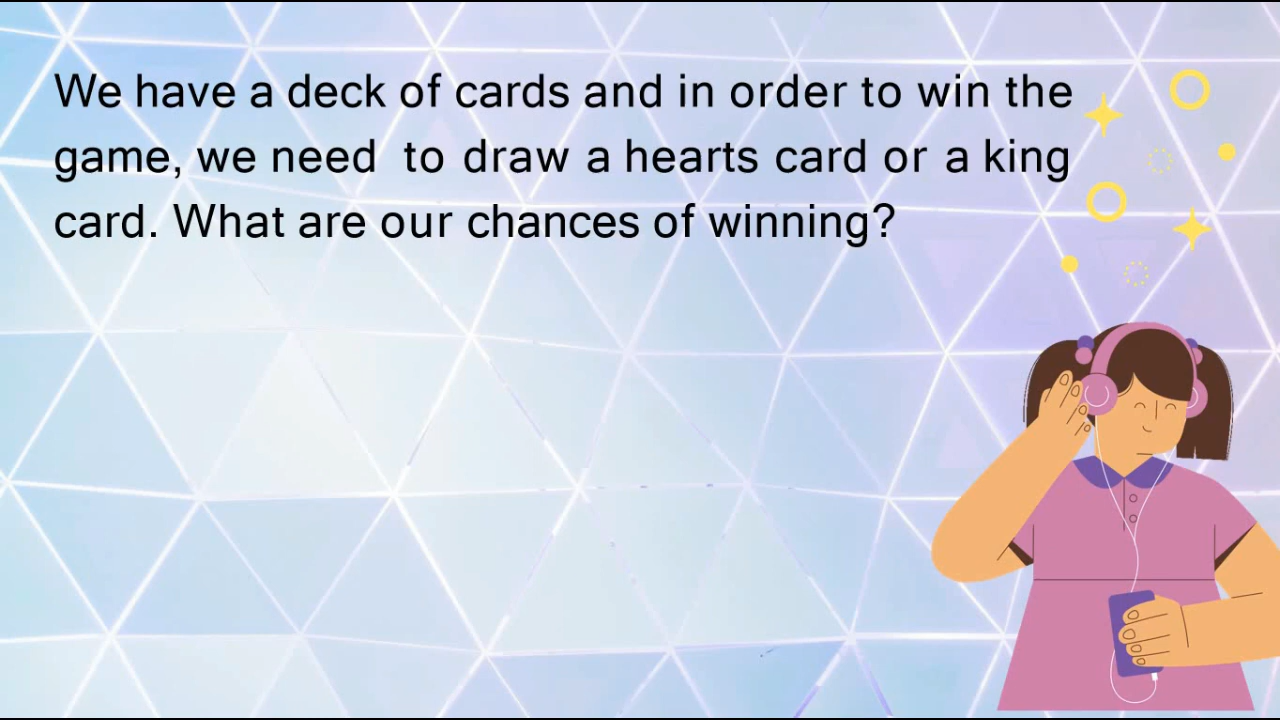 We have a deck of cards and in order to win the
game, we need to draw a hearts card or a king
card. What are our chances of winning?